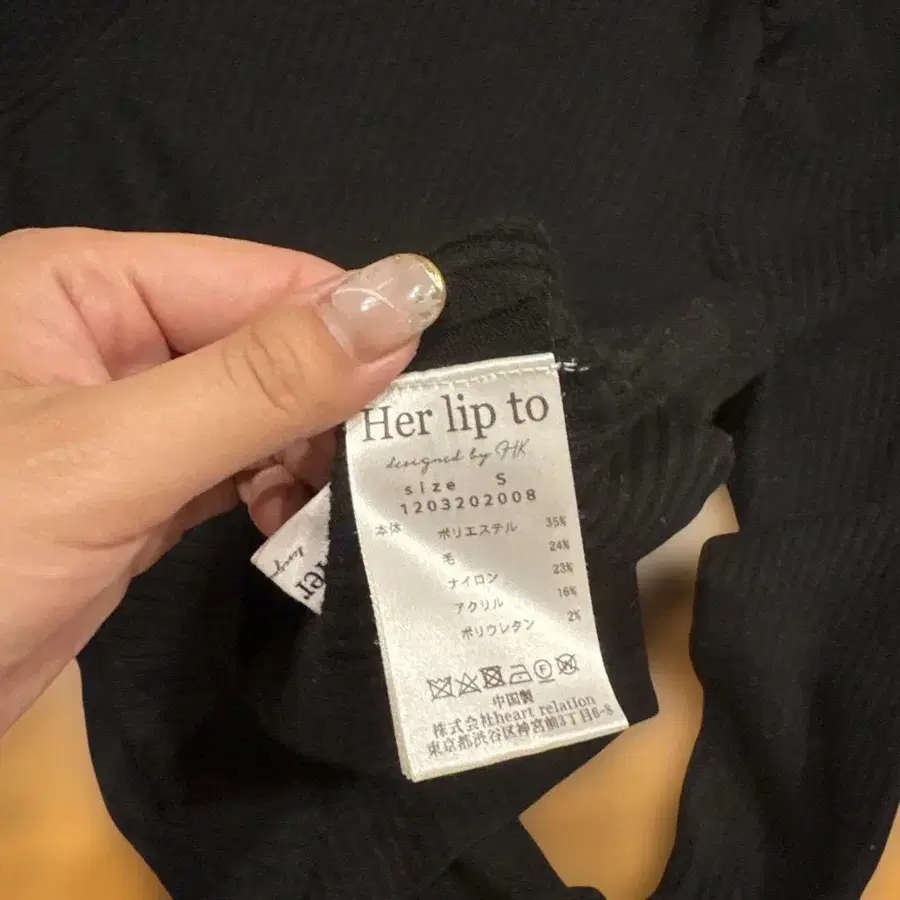 Her lip to
designed by HK
size S
1203202008
本体 ポリエステル 35%
毛 24%
ナイロン 23%
アクリル 16%
ポリウレタン 2%
中国製
株式会社heart relation
東京都渋谷区神宮前3丁目6-8
Her